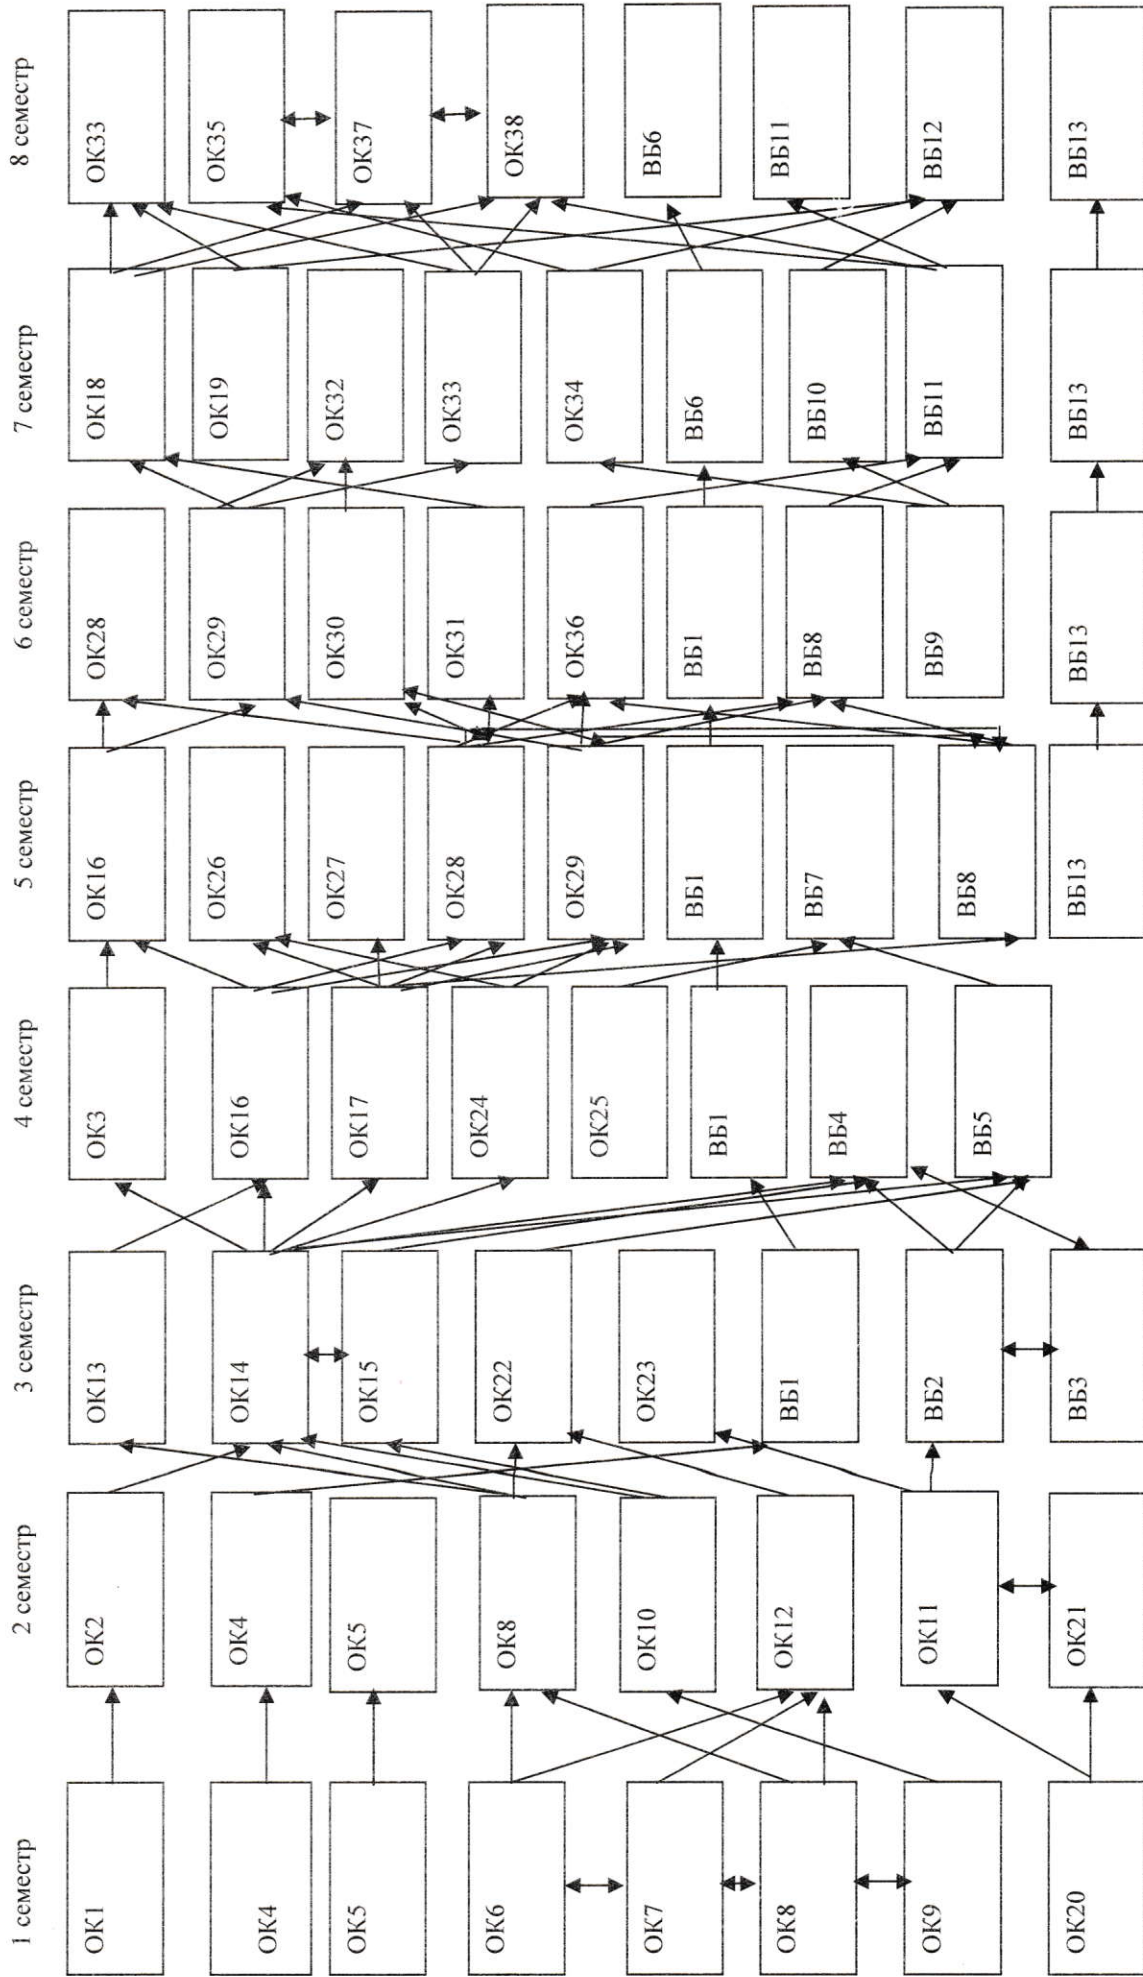 1 семестр
ОК1
ОК4
ОК5
ОК6
ОК7
ОК8
ОК9
ОК20
2 семестр
ОК2
ОК4
ОК5
ОК8
ОК10
ОК12
ОК11
ОК21
3 семестр
ОК13
ОК14
ОК15
ОК22
ОК23
ВБ1
ВБ2
ВБ3
4 семестр
ОК3
ОК16
ОК17
ОК24
ОК25
ВБ1
ВБ4
ВБ5
5 семестр
ОК16
ОК26
ОК27
ОК28
ОК29
ВБ1
ВБ7
ВБ8
ВБ13
6 семестр
ОК28
ОК29
ОК30
ОК31
ОК36
ВБ1
ВБ8
ВБ9
ВБ13
7 семестр
ОК18
ОК19
ОК32
ОК33
ОК34
ВБ6
ВБ10
ВБ11
ВБ13
8 семестр
ОК33
ОК35
ОК37
ОК38
ВБ6
ВБ11
ВБ12
ВБ13